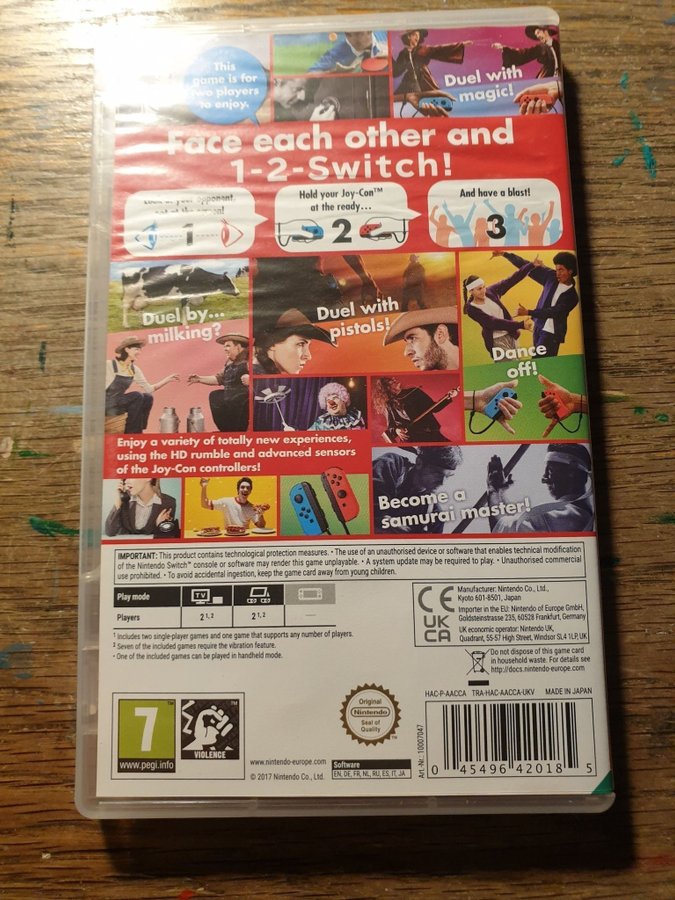 This
game is for
two players
to enjoy.
Duel with
magic!
Face each other and
1-2-Switch!
Look at your opponent,
not at the screen!
1
Hold your Joy-Con™
at the ready...
2
And have a blast!
3
Duel by...
milking?
Duel with
pistols!
Dance
off!
Enjoy a variety of totally new experiences,
using the HD rumble and advanced sensors
of the Joy-Con controllers!
Become a
samurai master!
IMPORTANT: This product contains technological protection measures. • The use of an unauthorised device or software that enables technical modification
of the Nintendo Switch™ console or software may render this game unplayable. • A system update may be required to play. • Unauthorised commercial
use prohibited. • To avoid accidental ingestion, keep the game card away from young children.
Play mode
TV
Players
2 1, 2
2 1, 2
—
1 Includes two single-player games and one game that supports any number of players.
3 Seven of the included games require the vibration feature.
• One of the included games can be played in handheld mode.
CE
UK
CA
Manufacturer: Nintendo Co., Ltd.,
Kyoto 601-8501, Japan
Importer in the EU: Nintendo of Europe GmbH,
Goldsteinstrasse 235, 60528 Frankfurt, Germany
UK economic operator: Nintendo UK,
Quadrant, 55-57 High Street, Windsor SL4 1LP, UK
Do not dispose of this game card
in household waste. For details see
http://docs.nintendo-europe.com
HAC-P-AACCA TRA-HAC-AACCA-UKV MADE IN JAPAN
7
www.pegi.info
VIOLENCE
Original
Nintendo
Seal of
Quality
www.nintendo-europe.com
© 2017 Nintendo Co., Ltd.
Software
EN, DE, FR, NL, RU, ES, IT, JA
Art.-Nr.: 10007047
0 45496 42018 5